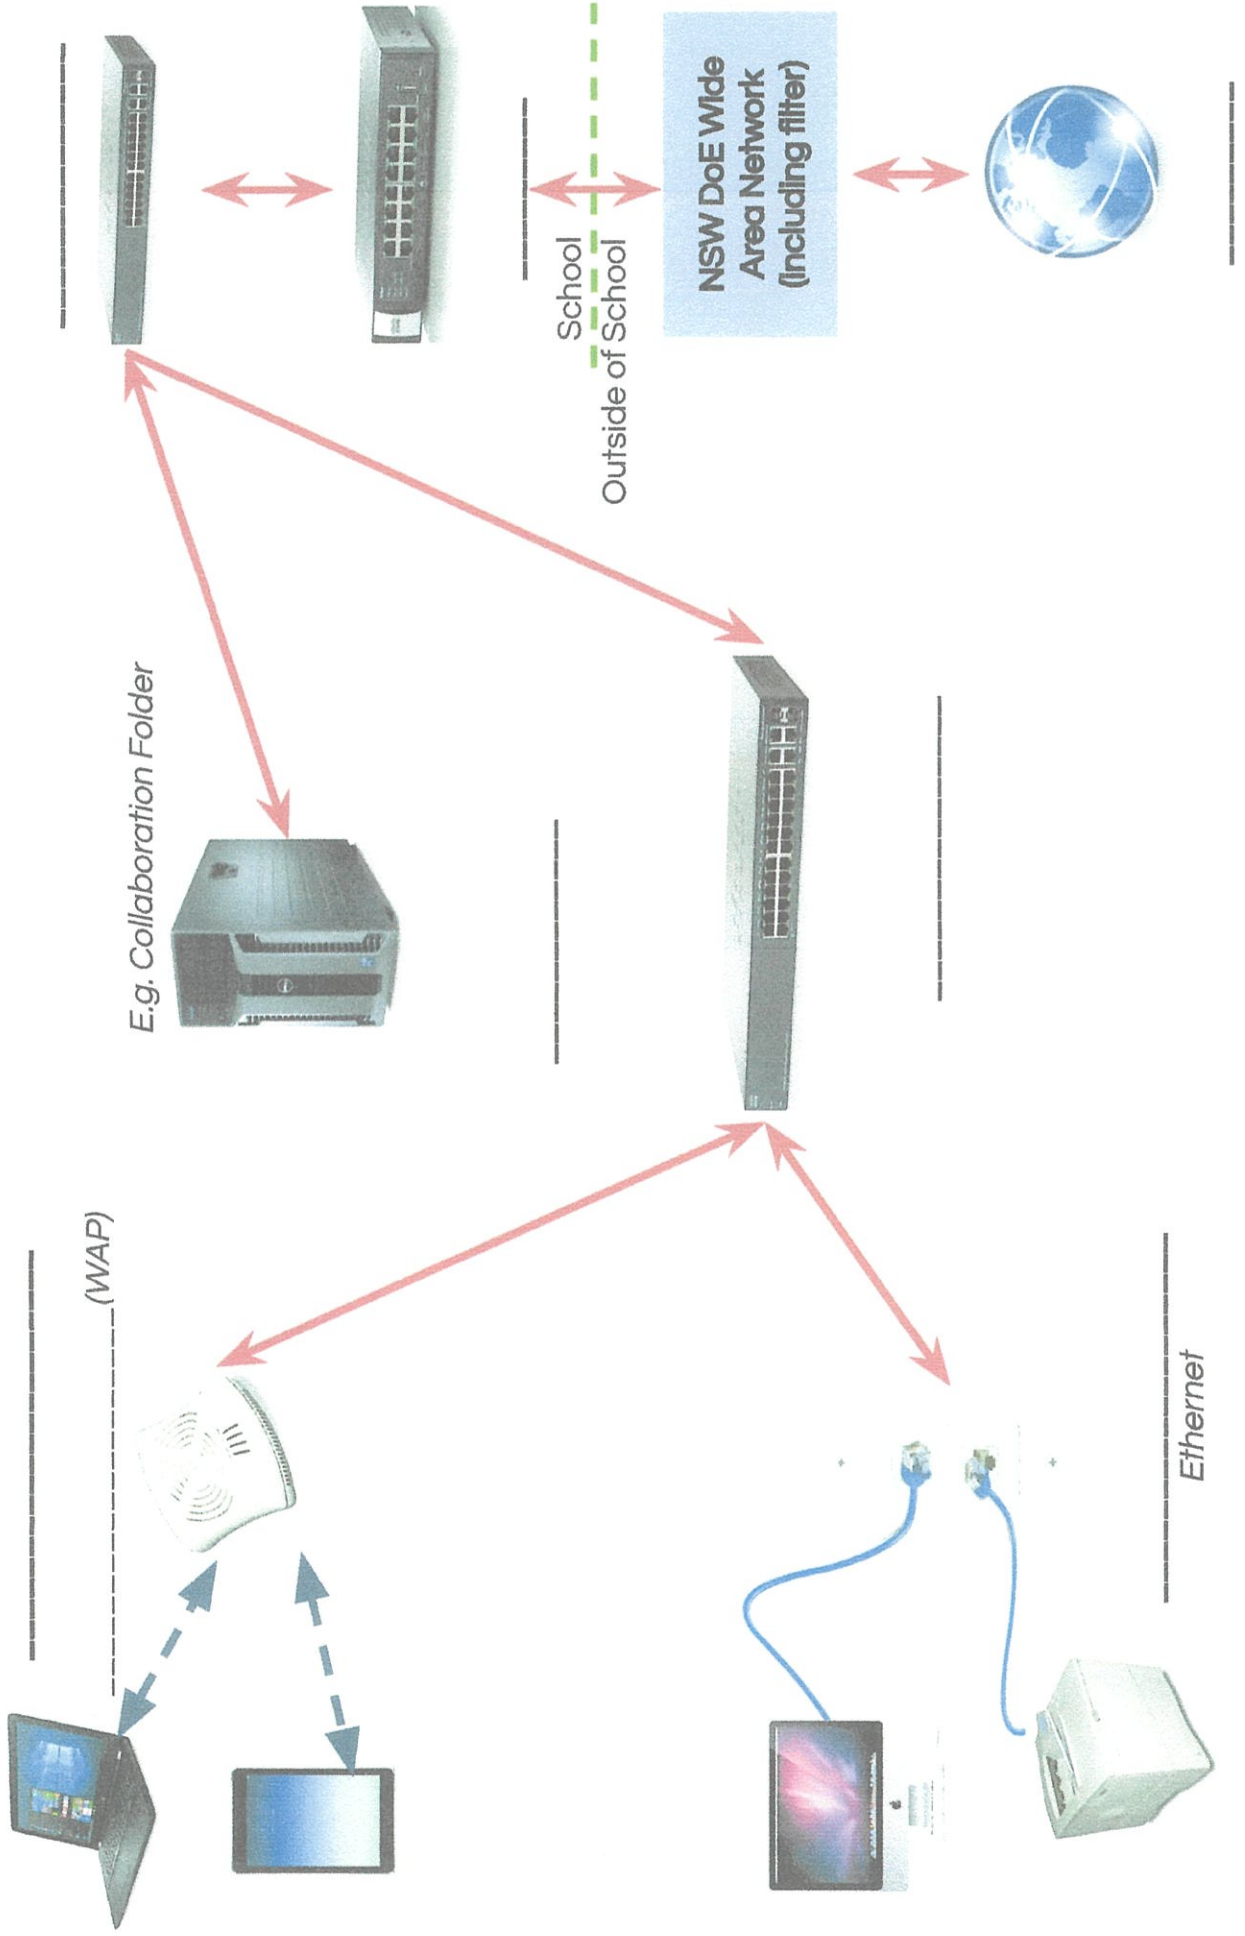 (WAP)
E.g. Collaboration Folder
School
Outside of School
NSW DoE Wide
Area Network
(including filter)
Ethernet